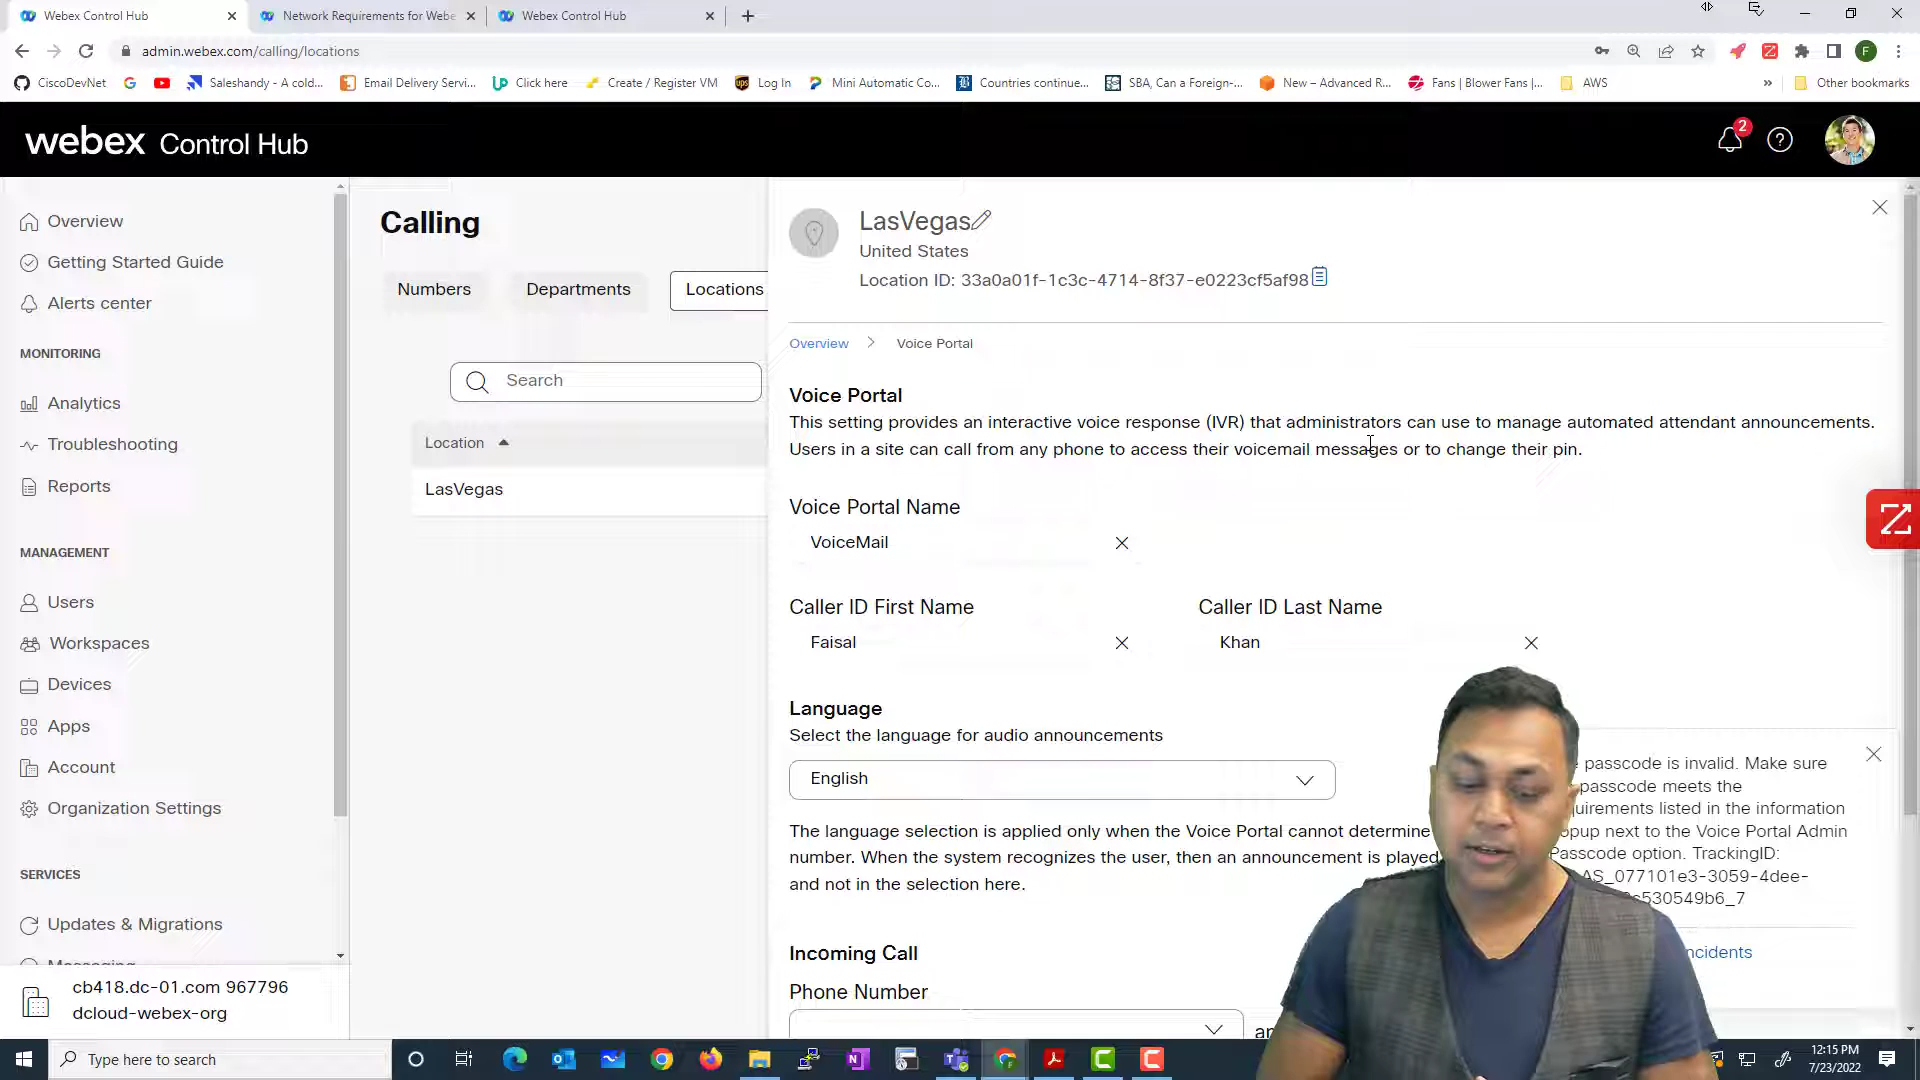 Webex Control Hub
Network Requirements for Webe
Webex Control Hub
admin.webex.com/calling/locations
CiscoDevNet
Saleshandy - A cold...
Email Delivery Servi...
Click here
Create / Register VM
Log In
Mini Automatic Co...
Countries continue...
SBA, Can a Foreign-...
New – Advanced R...
Fans | Blower Fans |...
AWS
»
Other bookmarks
webex Control Hub
2
Overview
Getting Started Guide
Alerts center
MONITORING
Analytics
Troubleshooting
Reports
MANAGEMENT
Users
Workspaces
Devices
Apps
Account
Organization Settings
SERVICES
Updates & Migrations
cb418.dc-01.com 967796
dcloud-webex-org
Calling
Numbers
Departments
Locations
Search
Location
LasVegas
LasVegas
United States
Location ID: 33a0a01f-1c3c-4714-8f37-e0223cf5af98
Overview > Voice Portal
Voice Portal
This setting provides an interactive voice response (IVR) that administrators can use to manage automated attendant announcements.
Users in a site can call from any phone to access their voicemail messages or to change their pin.
Voice Portal Name
VoiceMail
Caller ID First Name
Caller ID Last Name
Faisal
Khan
Language
Select the language for audio announcements
English
The language selection is applied only when the Voice Portal cannot determine
number. When the system recognizes the user, then an announcement is played
and not in the selection here.
Incoming Call
Phone Number
passcode is invalid. Make sure
passcode meets the
uirements listed in the information
opup next to the Voice Portal Admin
Passcode option. TrackingID:
AS_077101e3-3059-4dee-
530549b6_7
ncidents
Type here to search
12:15 PM
7/23/2022